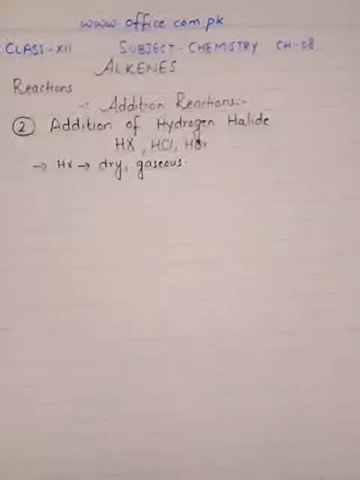 www.office.com.pk
CLASS-XII SUBJECT-CHEMISTRY CH-08
ALKENES
Reactions
-: Addition Reactions:-
② Addition of Hydrogen Halide
HX, HCl, HBr
→ Hx → dry, gaseous.